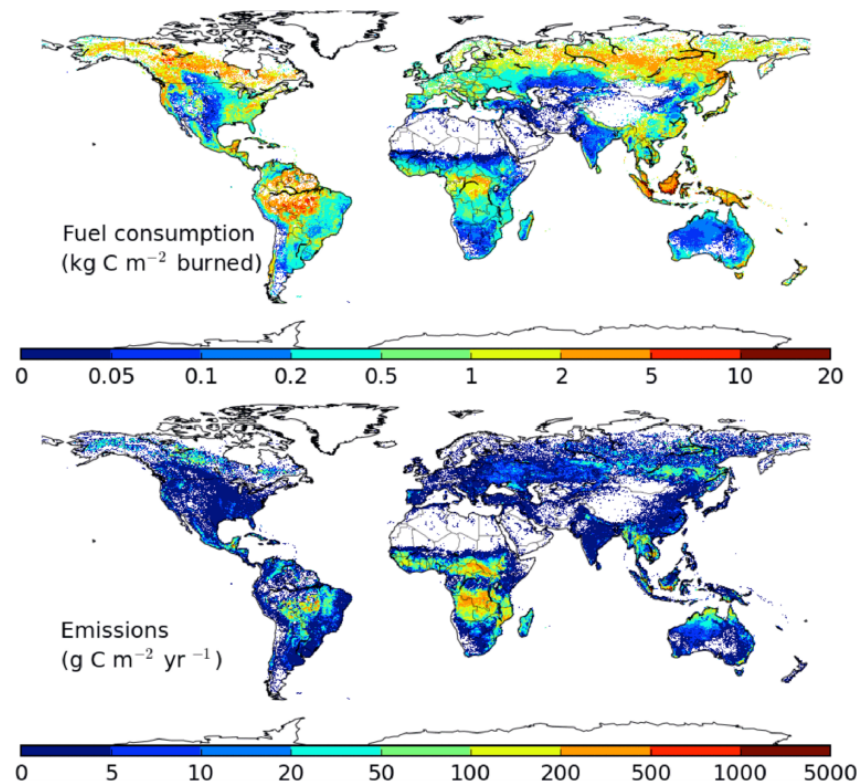 Fuel consumption
(kg C m⁻² burned)
0 0.05 0.1 0.2 0.5 1 2 5 10 20
Emissions
(g C m⁻² yr ⁻¹)
0 5 10 20 50 100 200 500 1000 5000